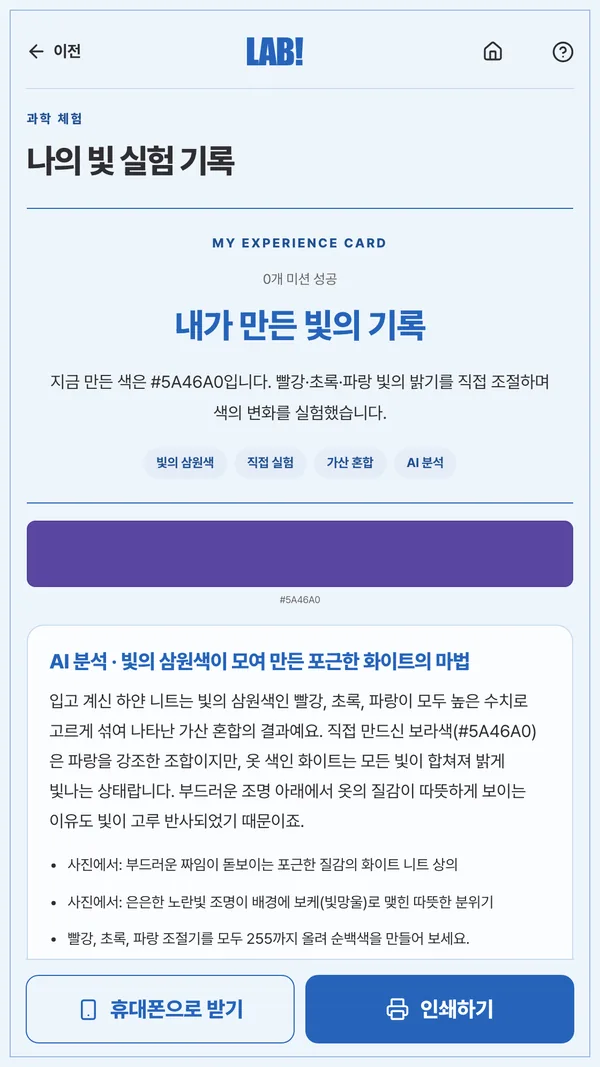 이전
LAB!
과학 체험
나의 빛 실험 기록
MY EXPERIENCE CARD
0개 미션 성공
내가 만든 빛의 기록
지금 만든 색은 #5A46A0입니다. 빨강·초록·파랑 빛의 밝기를 직접 조절하며
색의 변화를 실험했습니다.
빛의 삼원색 직접 실험 가산 혼합 AI 분석
#5A46A0
AI 분석 · 빛의 삼원색이 모여 만든 포근한 화이트의 마법
입고 계신 하얀 니트는 빛의 삼원색인 빨강, 초록, 파랑이 모두 높은 수치로
고르게 섞여 나타난 가산 혼합의 결과예요. 직접 만드신 보라색(#5A46A0)
은 파랑을 강조한 조합이지만, 옷 색인 화이트는 모든 빛이 합쳐져 밝게
빛나는 상태랍니다. 부드러운 조명 아래에서 옷의 질감이 따뜻하게 보이는
이유도 빛이 고루 반사되었기 때문이죠.
• 사진에서: 부드러운 짜임이 돋보이는 포근한 질감의 화이트 니트 상의
• 사진에서: 은은한 노란빛 조명이 배경에 보케(빛망울)로 맺힌 따뜻한 분위기
• 빨강, 초록, 파랑 조절기를 모두 255까지 올려 순백색을 만들어 보세요.
휴대폰으로 받기
인쇄하기